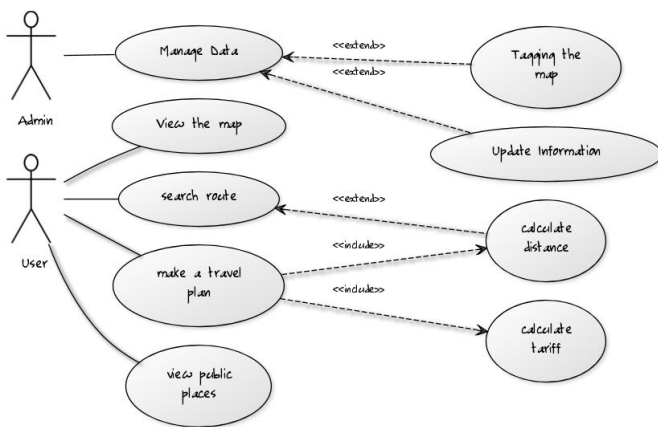 Manage Data
<<extend>>
<<extend>>
Tagging the
map
Admin
View the map
Update Information
search route
<<extend>>
calculate
distance
User
make a travel
plan
<<include>>
<<include>>
calculate
tariff
view public
places